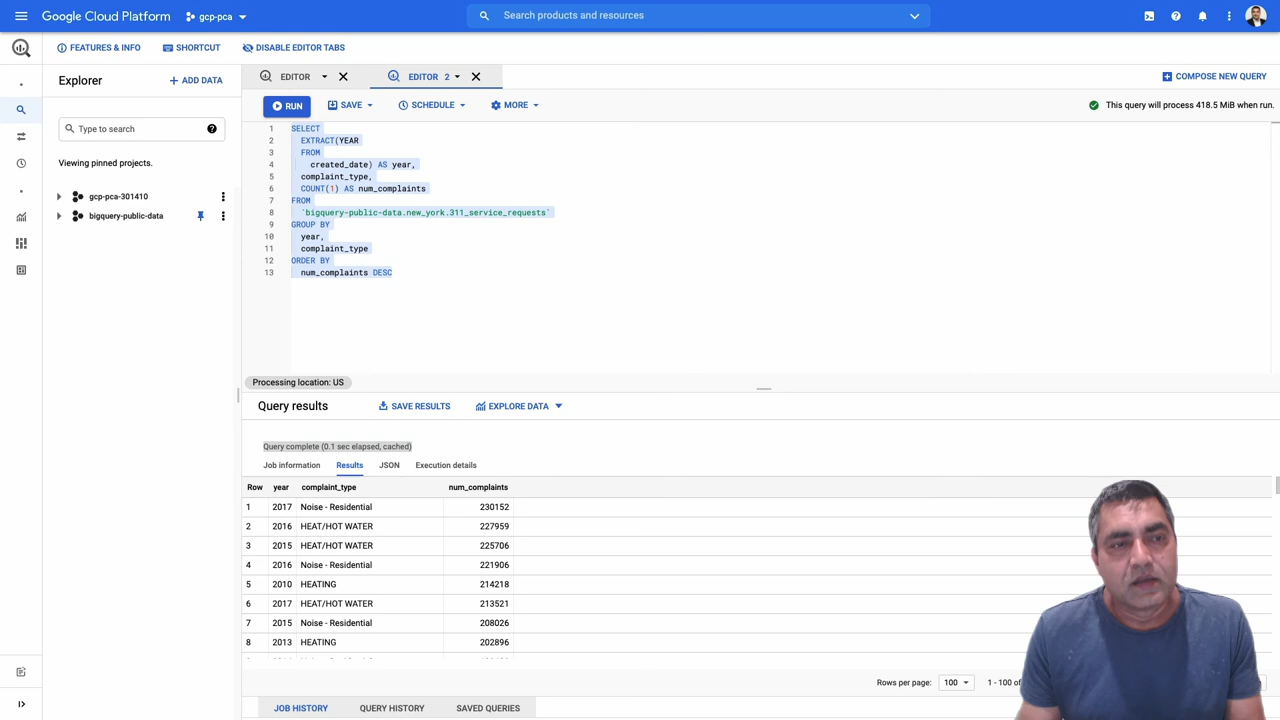 Google Cloud Platform
gcp-pca
Search products and resources
FEATURES & INFO
SHORTCUT
DISABLE EDITOR TABS
Explorer
+ ADD DATA
Type to search
Viewing pinned projects.
gcp-pca-301410
bigquery-public-data
EDITOR
EDITOR 2
COMPOSE NEW QUERY
RUN
SAVE
SCHEDULE
MORE
This query will process 418.5 MiB when run.
1 SELECT
2 EXTRACT(YEAR
3 FROM
4 created_date) AS year,
5 complaint_type,
6 COUNT(1) AS num_complaints
7 FROM
8 `bigquery-public-data.new_york.311_service_requests`
9 GROUP BY
10 year,
11 complaint_type
12 ORDER BY
13 num_complaints DESC
Processing location: US
Query results
SAVE RESULTS
EXPLORE DATA
Query complete (0.1 sec elapsed, cached)
Job information Results JSON Execution details
Row year complaint_type num_complaints
1 2017 Noise - Residential 230152
2 2016 HEAT/HOT WATER 227959
3 2015 HEAT/HOT WATER 225706
4 2016 Noise - Residential 221906
5 2010 HEATING 214218
6 2017 HEAT/HOT WATER 213521
7 2015 Noise - Residential 208026
8 2013 HEATING 202896
Rows per page: 100 1 - 100 of
JOB HISTORY QUERY HISTORY SAVED QUERIES